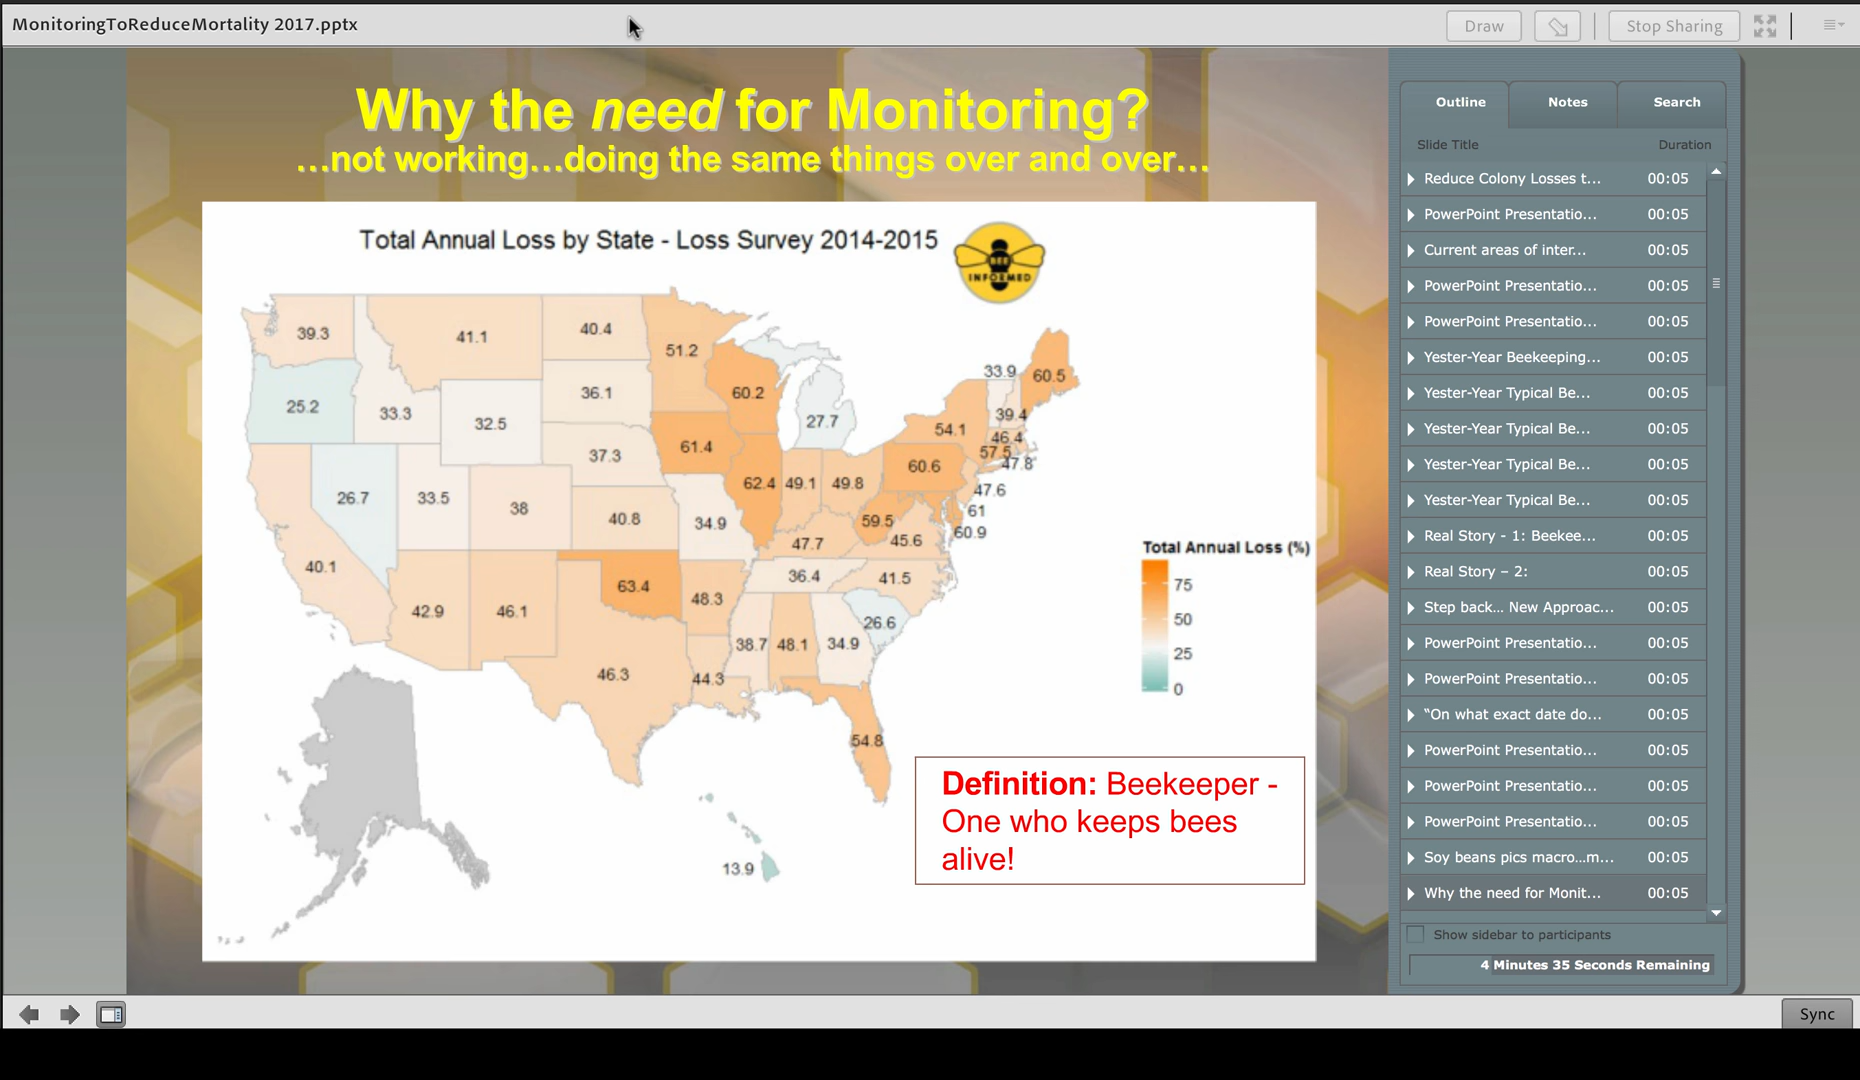 MonitoringToReduceMortality 2017.pptx
Draw
Stop Sharing
Why the need for Monitoring?
...not working...doing the same things over and over...
Total Annual Loss by State - Loss Survey 2014-2015
BEE
INFORMED
39.3
41.1
40.4
51.2
60.2
33.9
60.5
25.2
33.3
32.5
36.1
61.4
27.7
54.1
39.4
46.4
57.5
47.8
26.7
33.5
38
37.3
40.8
34.9
62.4
49.1
49.8
60.6
47.6
61
60.9
59.5
45.6
47.7
40.1
42.9
46.1
63.4
48.3
36.4
41.5
26.6
46.3
44.3
38.7
48.1
34.9
54.8
13.9
Total Annual Loss (%)
75
50
25
0
Definition: Beekeeper -
One who keeps bees
alive!
Outline
Notes
Search
Slide Title Duration
Reduce Colony Losses t... 00:05
PowerPoint Presentatio... 00:05
Current areas of inter... 00:05
PowerPoint Presentatio... 00:05
PowerPoint Presentatio... 00:05
Yester-Year Beekeeping... 00:05
Yester-Year Typical Be... 00:05
Yester-Year Typical Be... 00:05
Yester-Year Typical Be... 00:05
Yester-Year Typical Be... 00:05
Real Story - 1: Beekee... 00:05
Real Story – 2: 00:05
Step back... New Approac... 00:05
PowerPoint Presentatio... 00:05
PowerPoint Presentatio... 00:05
“On what exact date do... 00:05
PowerPoint Presentatio... 00:05
PowerPoint Presentatio... 00:05
PowerPoint Presentatio... 00:05
Soy beans pics macro...m... 00:05
Why the need for Monit... 00:05
Show sidebar to participants
4 Minutes 35 Seconds Remaining
Sync